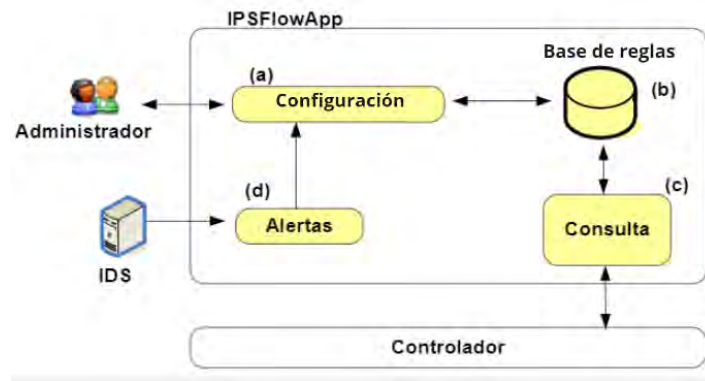 IPSFlowApp
Base de reglas
(a)
Configuración
(b)
Administrador
(c)
(d)
Alertas
Consulta
IDS
Controlador